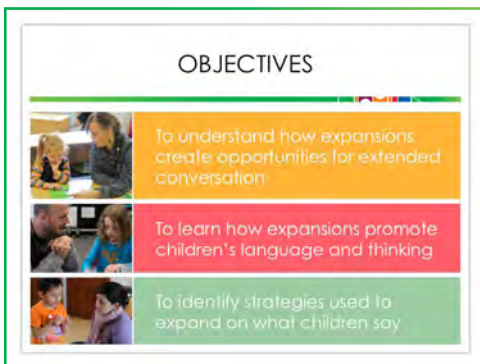 OBJECTIVES
To understand how expansions
create opportunities for extended
conversation
To learn how expansions promote
children's language and thinking
To identify strategies used to
expand on what children say